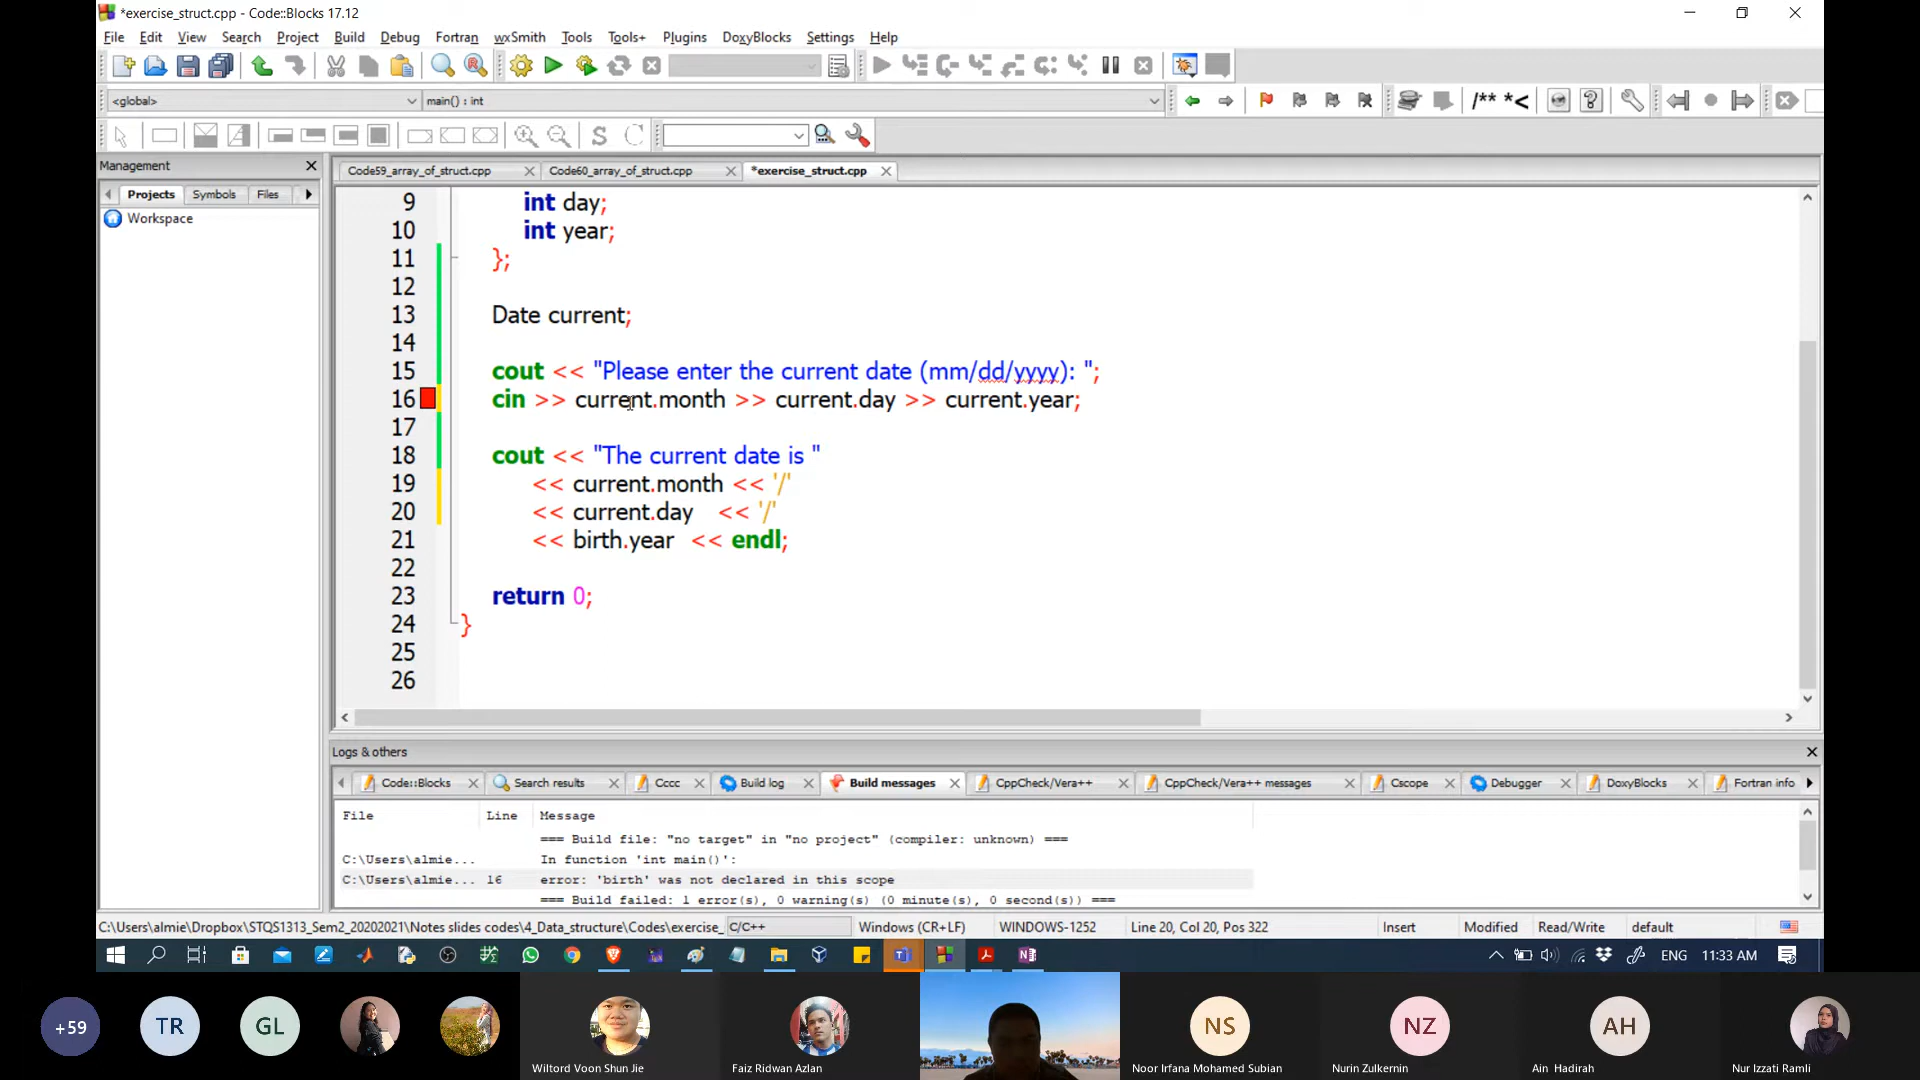 *exercise_struct.cpp - Code::Blocks 17.12
File Edit View Search Project Build Debug Fortran wxSmith Tools Tools+ Plugins DoxyBlocks Settings Help
<global> main() : int /** *<
S
Management
Projects Symbols Files
Workspace
Code59_array_of_struct.cpp Code60_array_of_struct.cpp *exercise_struct.cpp
9 int day;
10 int year;
11 };
12
13 Date current;
14
15 cout << "Please enter the current date (mm/dd/yyyy): ";
16 cin >> current.month >> current.day >> current.year;
17
18 cout << "The current date is "
19 << current.month << '/'
20 << current.day << '/'
21 << birth.year << endl;
22
23 return 0;
24 }
25
26
Logs & others
Code::Blocks Search results Cccc Build log Build messages CppCheck/Vera++ CppCheck/Vera++ messages Cscope Debugger DoxyBlocks Fortran info
File Line Message
=== Build file: "no target" in "no project" (compiler: unknown) ===
C:\Users\almie... In function 'int main()':
C:\Users\almie... 16 error: 'birth' was not declared in this scope
=== Build failed: 1 error(s), 0 warning(s) (0 minute(s), 0 second(s)) ===
C:\Users\almie\Dropbox\STQS1313_Sem2_20202021\Notes slides codes\4_Data_structure\Codes\exercise_ C/C++ Windows (CR+LF) WINDOWS-1252 Line 20, Col 20, Pos 322 Insert Modified Read/Write default
ENG 11:33 AM
+59 TR GL NS NZ AH
Wiltord Voon Shun Jie Faiz Ridwan Azlan Noor Irfana Mohamed Subian Nurin Zulkernin Ain Hadirah Nur Izzati Ramli